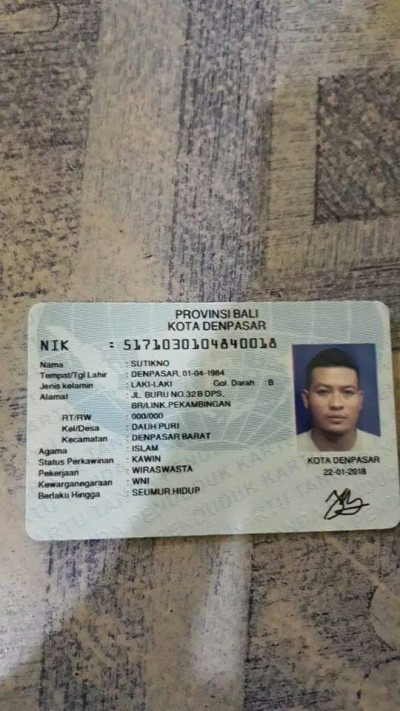 PROVINSI BALI
KOTA DENPASAR
NIK : 5171030104840018
Nama : SUTIKNO
Tempat/Tgl Lahir : DENPASAR, 01-04-1984
Jenis kelamin : LAKI-LAKI Gol. Darah : B
Alamat : JL. BURU NO.32 B DPS,
BR/LINK.PEKAMBINGAN
RT/RW : 000/000
Kel/Desa : DAUH PURI
Kecamatan : DENPASAR BARAT
Agama : ISLAM
Status Perkawinan : KAWIN
Pekerjaan : WIRASWASTA
Kewarganegaraan : WNI
Berlaku Hingga : SEUMUR HIDUP
KOTA DENPASAR
22-01-2018